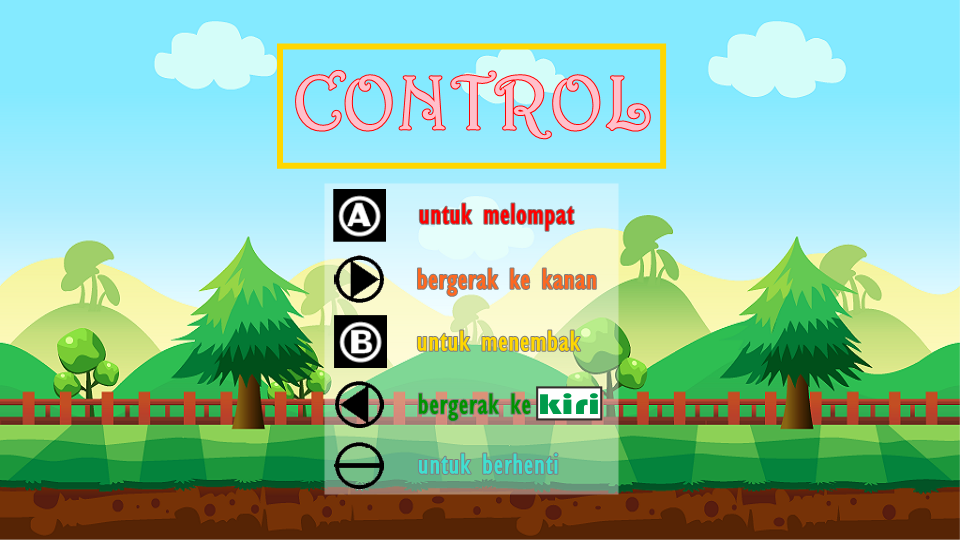 CONTROL
A untuk melompat
bergerak ke kanan
B untuk menembak
bergerak ke kiri
untuk berhenti